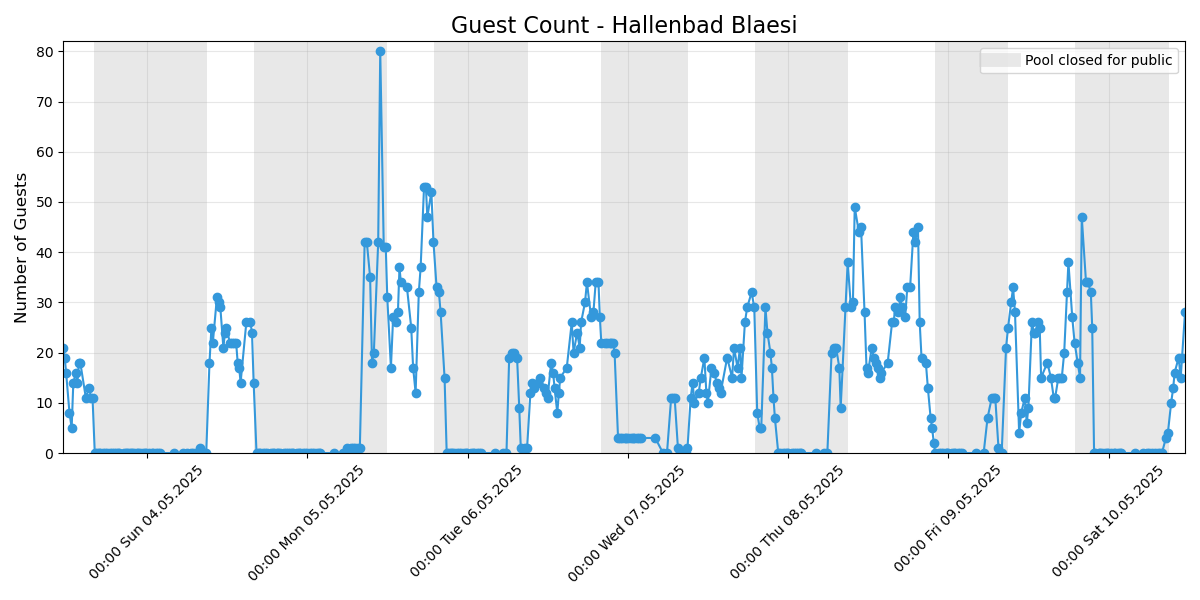 Guest Count - Hallenbad Blaesi
Pool closed for public
Number of Guests
80
70
60
50
40
30
20
10
0
00:00 Sun 04.05.2025
00:00 Mon 05.05.2025
00:00 Tue 06.05.2025
00:00 Wed 07.05.2025
00:00 Thu 08.05.2025
00:00 Fri 09.05.2025
00:00 Sat 10.05.2025